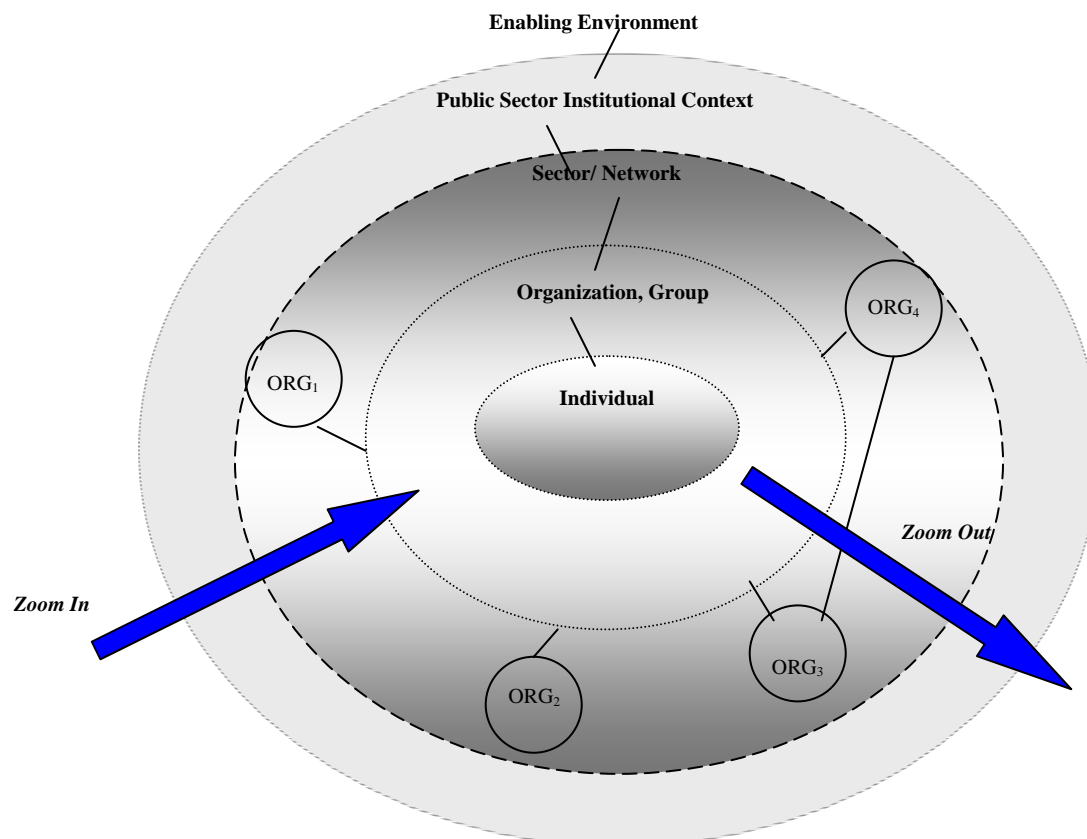 Enabling Environment
Public Sector Institutional Context
Sector/ Network
Organization, Group
ORG₄
ORG₁
Individual
Zoom Out
Zoom In
ORG₃
ORG₂